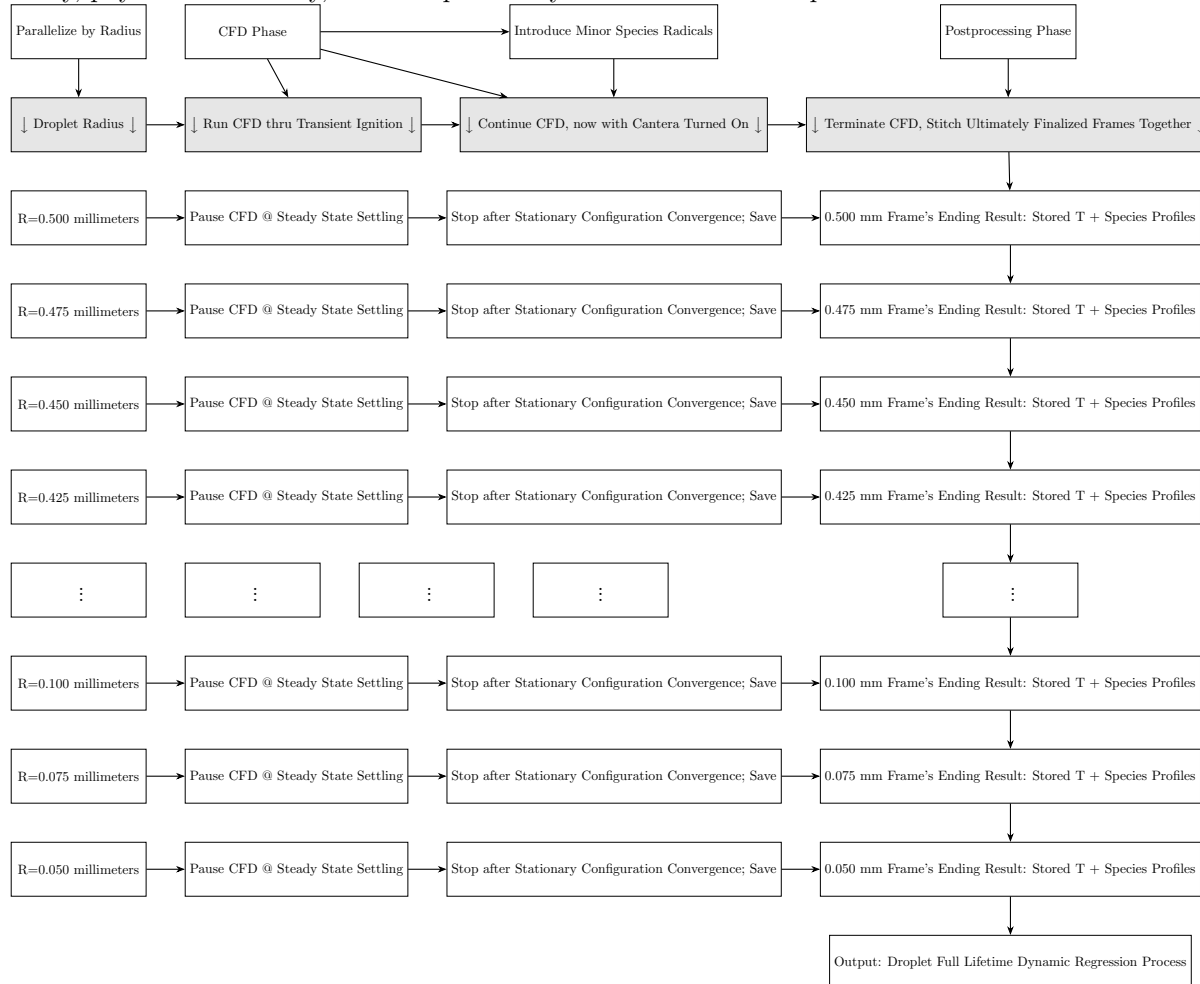 Parallelize by Radius
CFD Phase
Introduce Minor Species Radicals
Postprocessing Phase
↓ Droplet Radius ↓
↓ Run CFD thru Transient Ignition ↓
↓ Continue CFD, now with Cantera Turned On ↓
↓ Terminate CFD, Stitch Ultimately Finalized Frames Together ↓
R=0.500 millimeters
Pause CFD @ Steady State Settling
Stop after Stationary Configuration Convergence; Save
0.500 mm Frame's Ending Result: Stored T + Species Profiles
R=0.475 millimeters
Pause CFD @ Steady State Settling
Stop after Stationary Configuration Convergence; Save
0.475 mm Frame's Ending Result: Stored T + Species Profiles
R=0.450 millimeters
Pause CFD @ Steady State Settling
Stop after Stationary Configuration Convergence; Save
0.450 mm Frame's Ending Result: Stored T + Species Profiles
R=0.425 millimeters
Pause CFD @ Steady State Settling
Stop after Stationary Configuration Convergence; Save
0.425 mm Frame's Ending Result: Stored T + Species Profiles
⋮
⋮
⋮
⋮
⋮
R=0.100 millimeters
Pause CFD @ Steady State Settling
Stop after Stationary Configuration Convergence; Save
0.100 mm Frame's Ending Result: Stored T + Species Profiles
R=0.075 millimeters
Pause CFD @ Steady State Settling
Stop after Stationary Configuration Convergence; Save
0.075 mm Frame's Ending Result: Stored T + Species Profiles
R=0.050 millimeters
Pause CFD @ Steady State Settling
Stop after Stationary Configuration Convergence; Save
0.050 mm Frame's Ending Result: Stored T + Species Profiles
Output: Droplet Full Lifetime Dynamic Regression Process